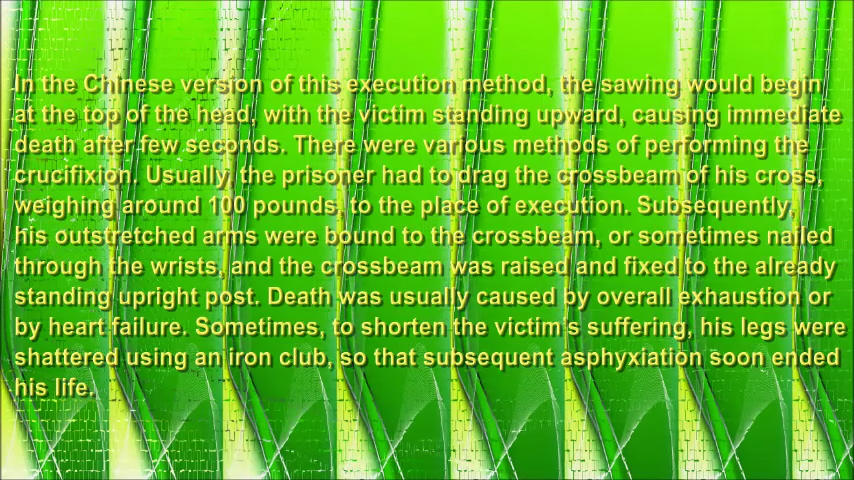 In the Chinese version of this execution method, the sawing would begin
at the top of the head, with the victim standing upward, causing immediate
death after few seconds. There were various methods of performing the
crucifixion. Usually, the prisoner had to drag the crossbeam of his cross,
weighing around 100 pounds, to the place of execution. Subsequently,
his outstretched arms were bound to the crossbeam, or sometimes nailed
through the wrists, and the crossbeam was raised and fixed to the already
standing upright post. Death was usually caused by overall exhaustion or
by heart failure. Sometimes, to shorten the victim's suffering, his legs were
shattered using an iron club, so that subsequent asphyxiation soon ended
his life.